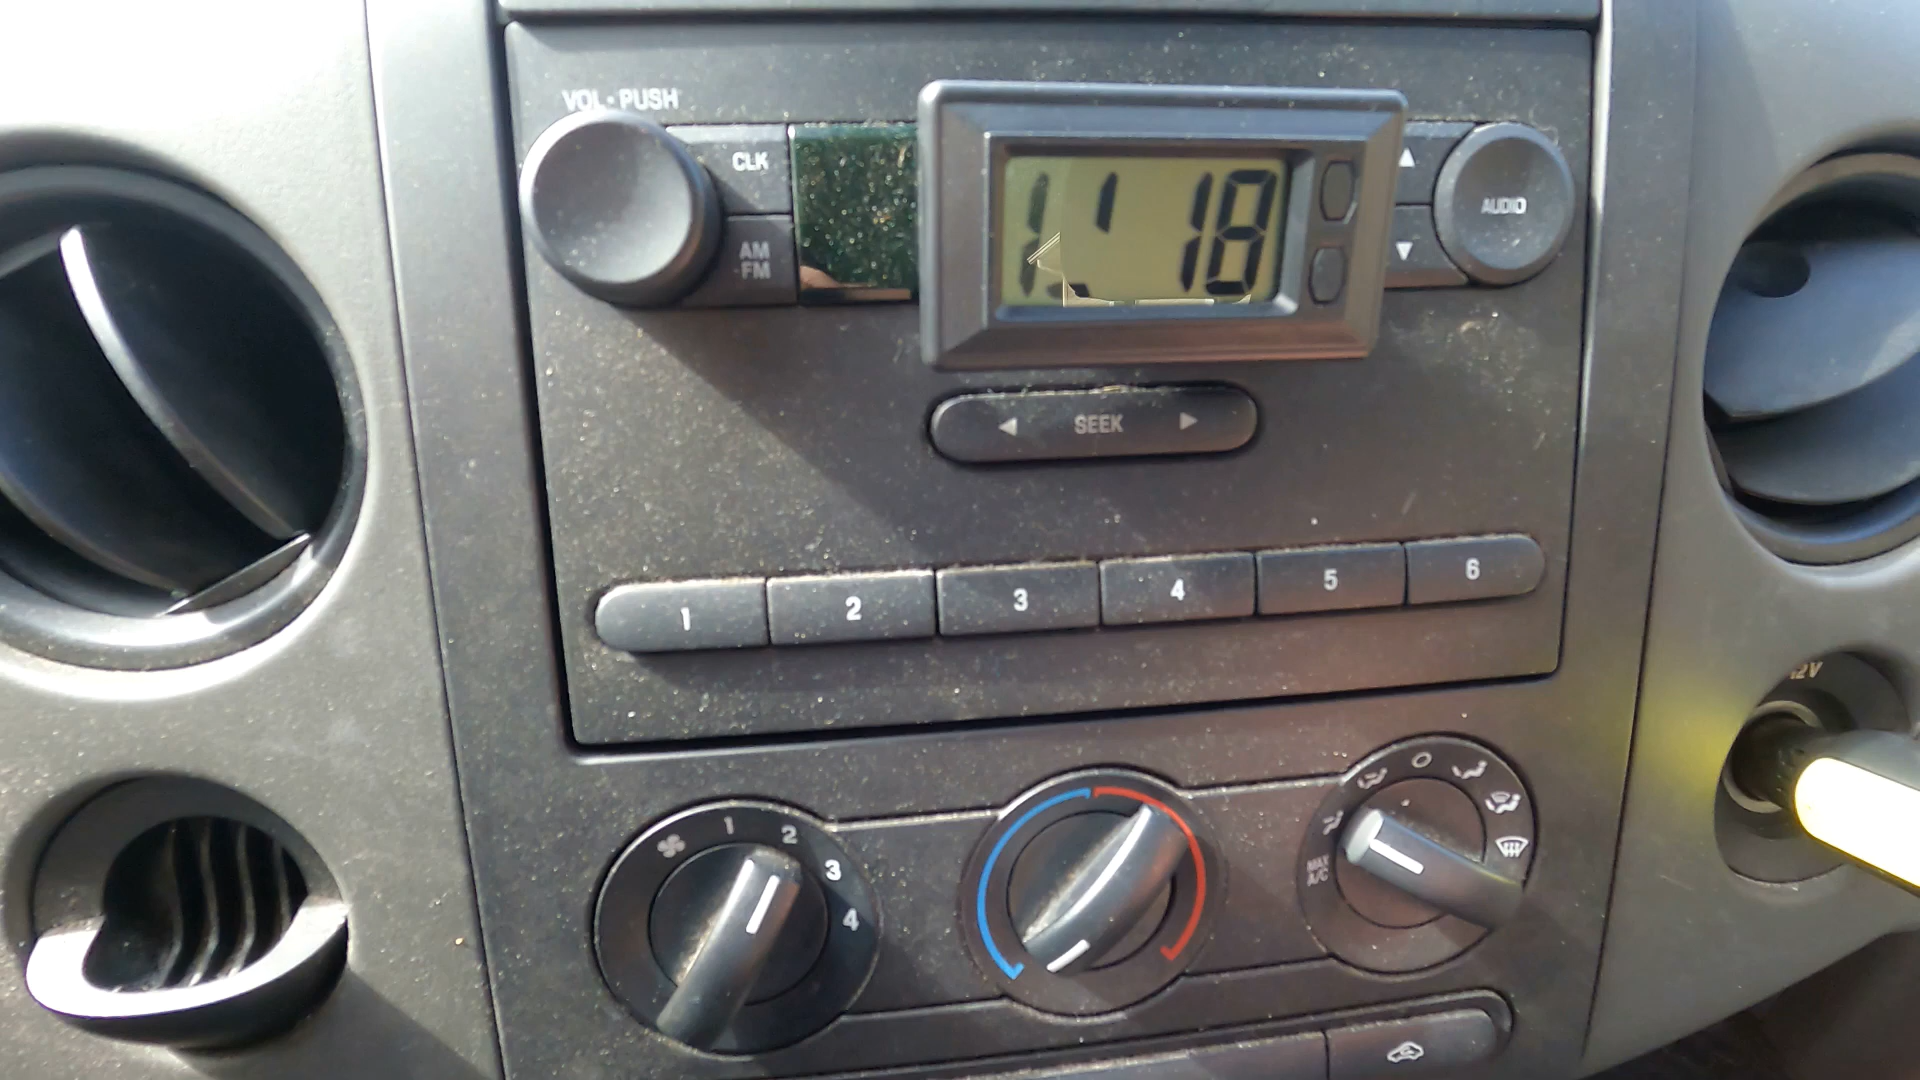 VOL • PUSH
CLK
AM
FM
18
AUDIO
SEEK
1 2 3 4 5 6
12V
1 2 3 4
MAX
A/C